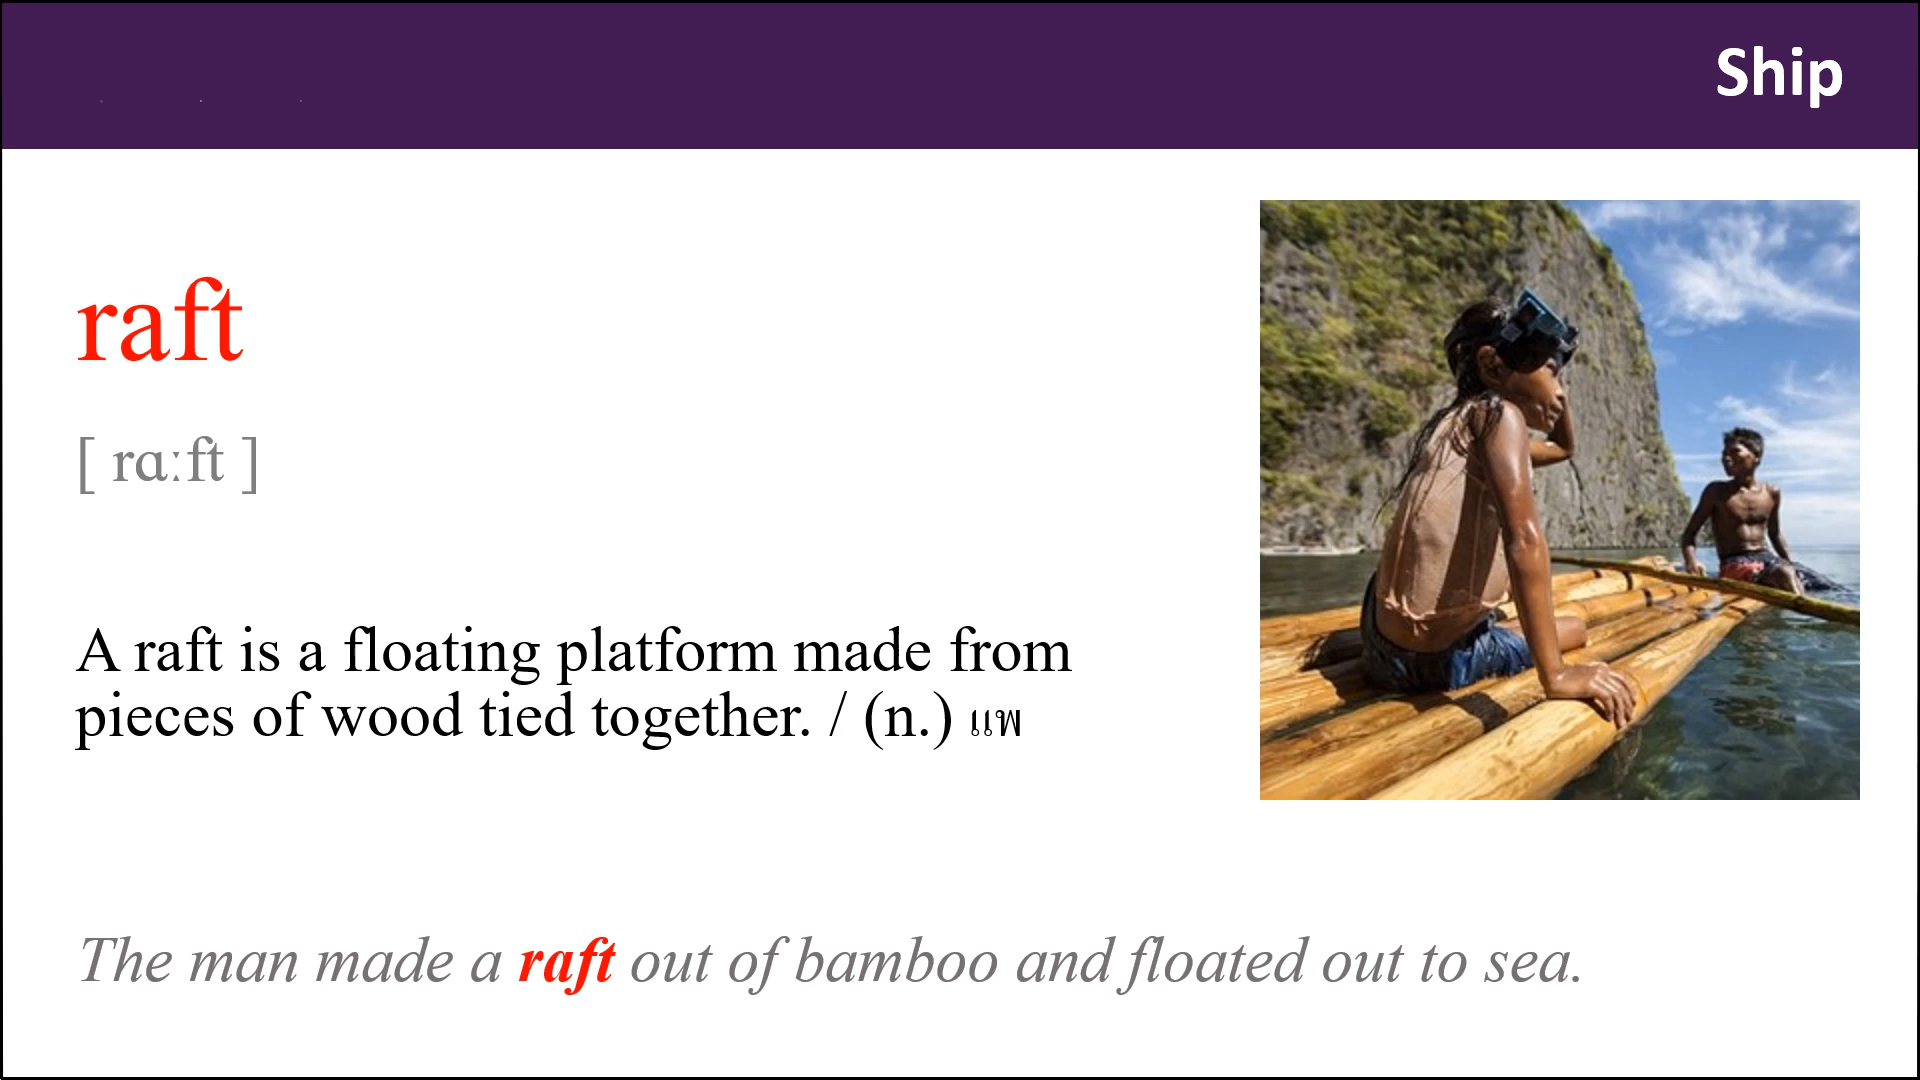 Ship
raft
[ rɑːft ]
A raft is a floating platform made from
pieces of wood tied together. / (n.) แพ
The man made a raft out of bamboo and floated out to sea.